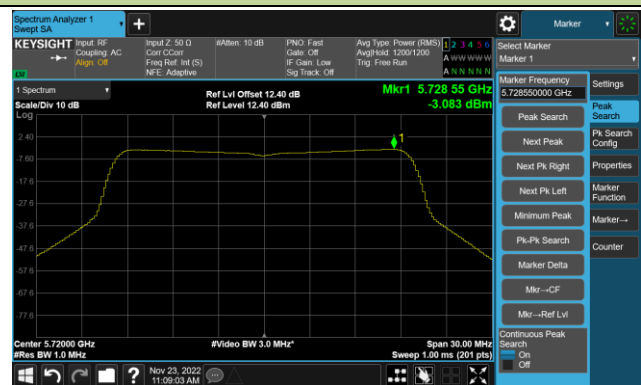 Spectrum Analyzer 1
Swept SA
Marker
KEYSIGHT
Input: RF
Coupling: AC
Align: Off
Input Z: 50 Ω
Corr CCorr
Freq Ref: Int (S)
NFE: Adaptive
#Atten: 10 dB
PNO: Fast
Gate: Off
IF Gain: Low
Sig Track: Off
Avg Type: Power (RMS)
Avg|Hold: 1200/1200
Trig: Free Run
1 2 3 4 5 6
A W W W W W
A N N N N N
LW
Select Marker
Marker 1
1 Spectrum
Scale/Div 10 dB
Log
Ref Lvl Offset 12.40 dB
Ref Level 12.40 dBm
Mkr1 5.728 55 GHz
-3.083 dBm
2.40
-7.60
-17.6
-27.6
-37.6
-47.6
-57.6
-67.6
-77.6
1
Center 5.72000 GHz
#Res BW 1.0 MHz
#Video BW 3.0 MHz*
Span 30.00 MHz
Sweep 1.00 ms (201 pts)
Marker Frequency
5.728550000 GHz
Peak Search
Next Peak
Next Pk Right
Next Pk Left
Minimum Peak
Pk-Pk Search
Marker Delta
Mkr→CF
Mkr→Ref Lvl
Continuous Peak
Search
On
Off
Settings
Peak
Search
Pk Search
Config
Properties
Marker
Function
Marker→
Counter
?
Nov 23, 2022
11:09:03 AM